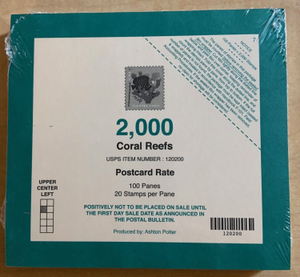 2,000
Coral Reefs
USPS ITEM NUMBER : 120200
Postcard Rate
100 Panes
20 Stamps per Pane
UPPER
CENTER
LEFT
POSITIVELY NOT TO BE PLACED ON SALE UNTIL
THE FIRST DAY SALE DATE AS ANNOUNCED IN
THE POSTAL BULLETIN.
Produced by: Ashton Potter
120200